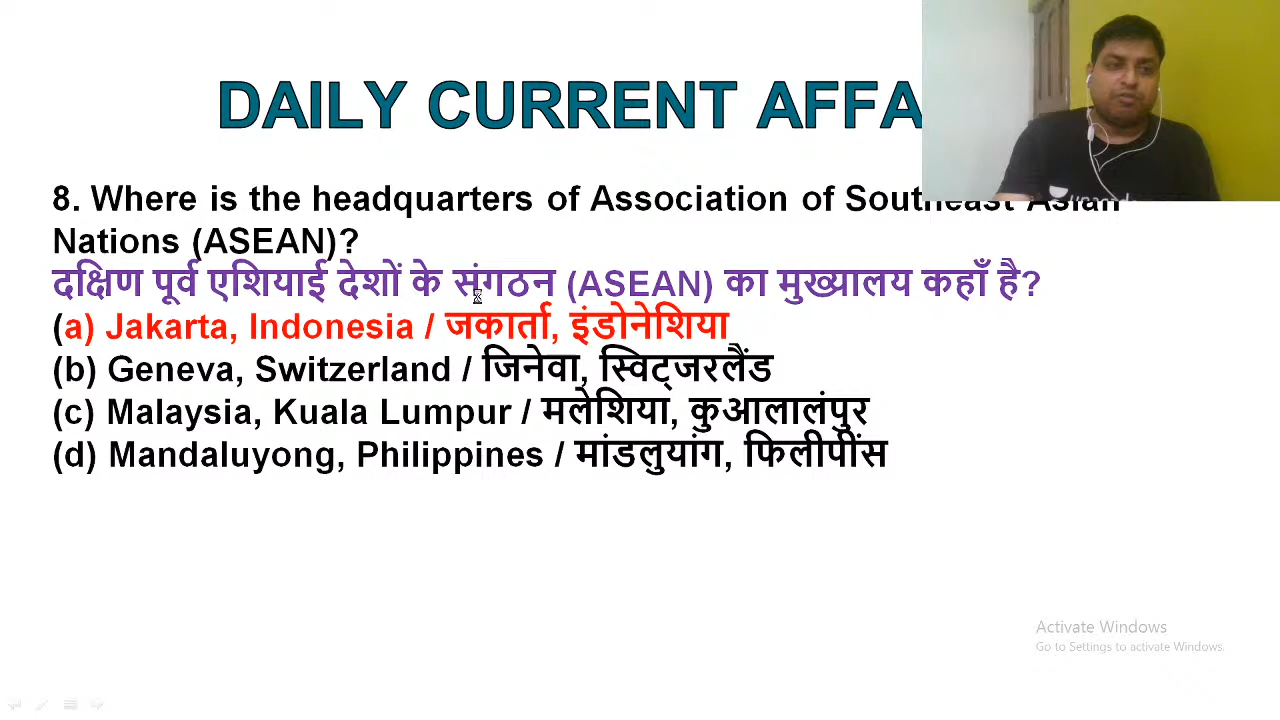 DAILY CURRENT AFFA
8. Where is the headquarters of Association of Southeast Asian
Nations (ASEAN)?
दक्षिण पूर्व एशियाई देशों के संगठन (ASEAN) का मुख्यालय कहाँ है?
(a) Jakarta, Indonesia / जकार्ता, इंडोनेशिया
(b) Geneva, Switzerland / जिनेवा, स्विट्जरलैंड
(c) Malaysia, Kuala Lumpur / मलेशिया, कुआलालंपुर
(d) Mandaluyong, Philippines / मांडलुयांग, फिलीपींस
Activate Windows
Go to Settings to activate Windows.